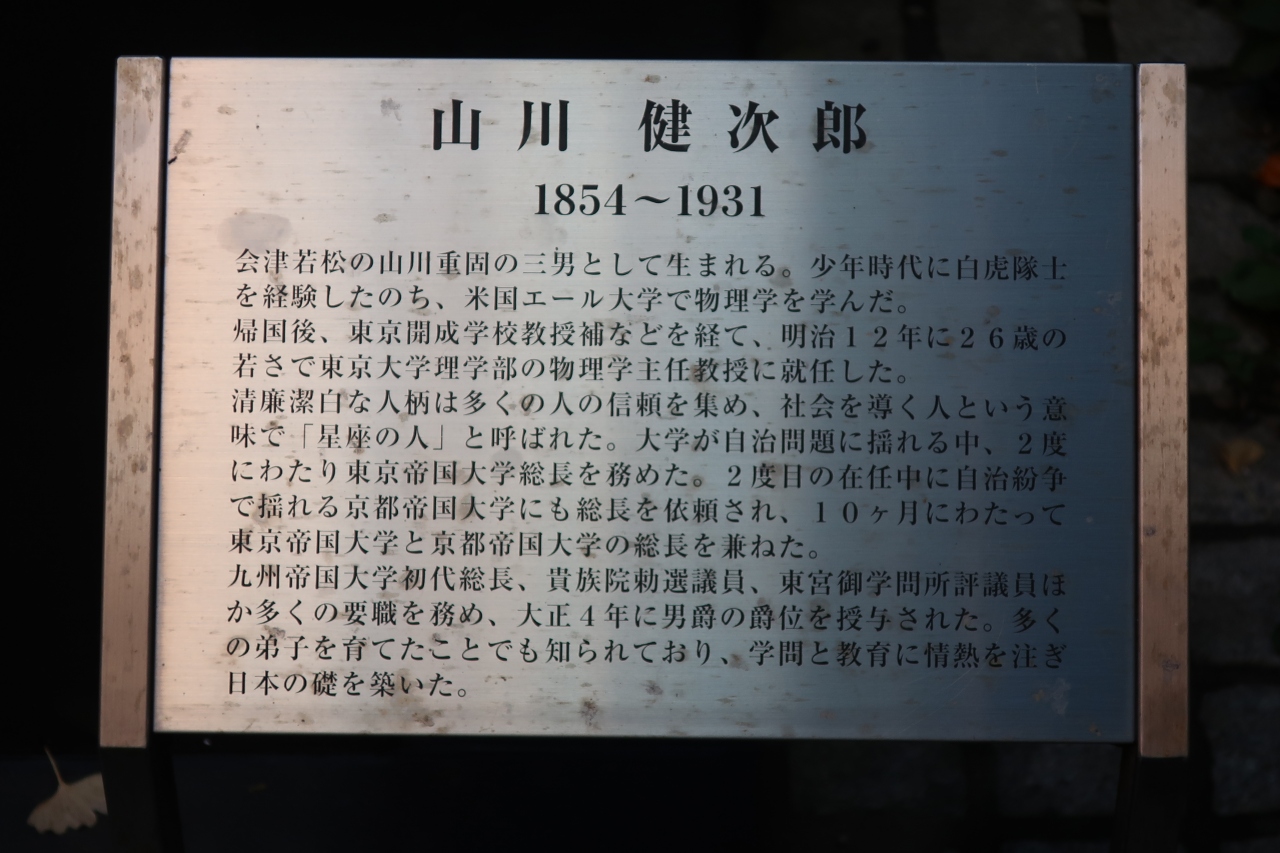 山川 健次郎
1854～1931
会津若松の山川重固の三男として生まれる。少年時代に白虎隊士
を経験したのち、米国エール大学で物理学を学んだ。
帰国後、東京開成学校教授補などを経て、明治１２年に２６歳の
若さで東京大学理学部の物理学主任教授に就任した。
清廉潔白な人柄は多くの人の信頼を集め、社会を導く人という意
味で「星座の人」と呼ばれた。大学が自治問題に揺れる中、２度
にわたり東京帝国大学総長を務めた。２度目の在任中に自治紛争
で揺れる京都帝国大学にも総長を依頼され、１０ヶ月にわたって
東京帝国大学と京都帝国大学の総長を兼ねた。
九州帝国大学初代総長、貴族院勅選議員、東宮御学問所評議員ほ
か多くの要職を務め、大正４年に男爵の爵位を授与された。多く
の弟子を育てたことでも知られており、学問と教育に情熱を注ぎ
日本の礎を築いた。